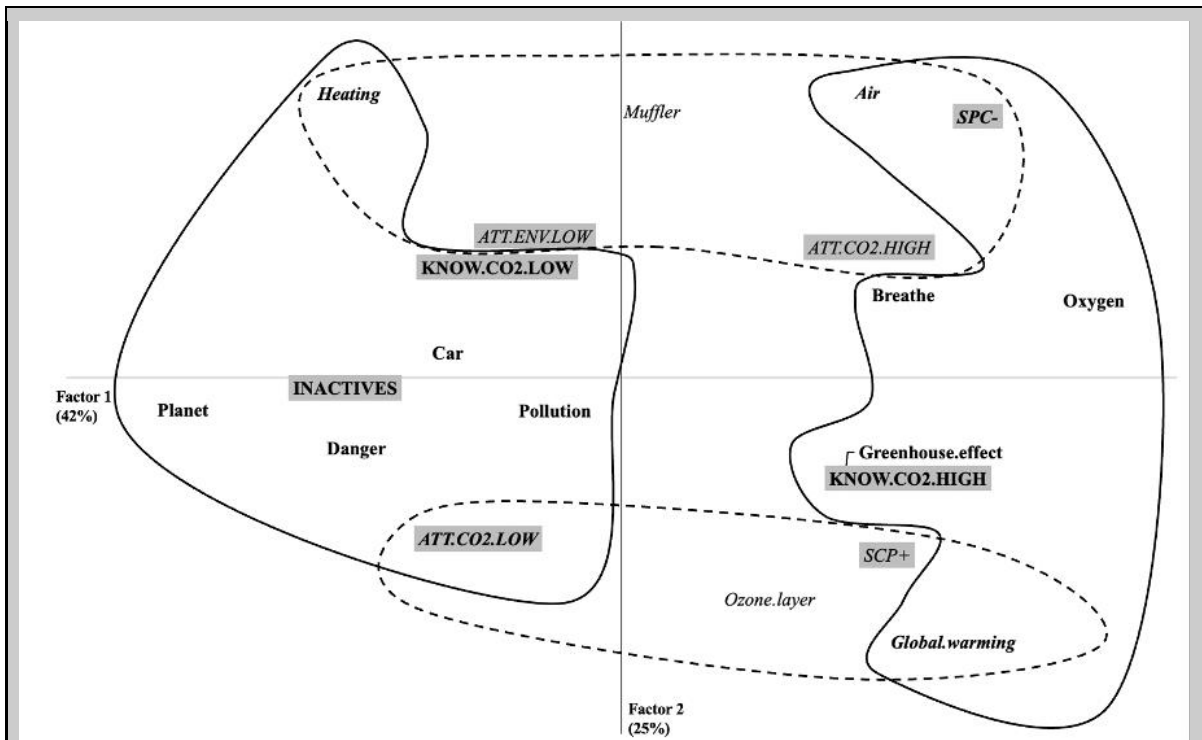 Heating
Air
Muffler
SPC-
ATT.ENV.LOW
ATT.CO2.HIGH
KNOW.CO2.LOW
Breathe
Oxygen
Car
INACTIVES
Factor 1
(42%)
Planet
Pollution
Danger
Greenhouse.effect
KNOW.CO2.HIGH
ATT.CO2.LOW
SCP+
Ozone.layer
Global.warming
Factor 2
(25%)